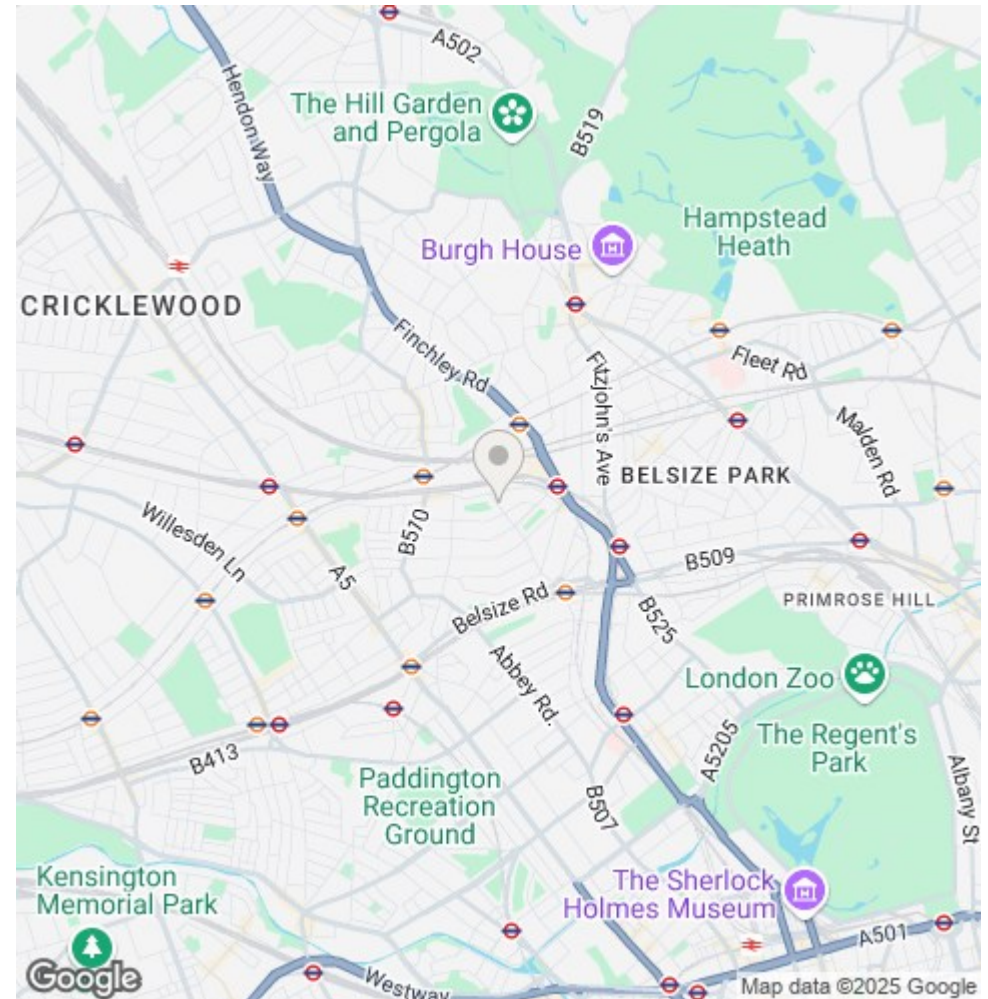 A502
Hendon Way
The Hill Garden
and Pergola
B519
Burgh House
Hampstead
Heath
CRICKLEWOOD
Finchley Rd
Fitzjohn's Ave
Fleet Rd
Malden Rd
BELSIZE PARK
Willesden Ln
B510
A5
B509
Belsize Rd
B525
PRIMROSE HILL
Abbey Rd.
London Zoo
A5205
The Regent's
Park
B413
Paddington
Recreation
Ground
B507
Albany St
Kensington
Memorial Park
The Sherlock
Holmes Museum
A501
Westway
Google
Map data ©2025 Google